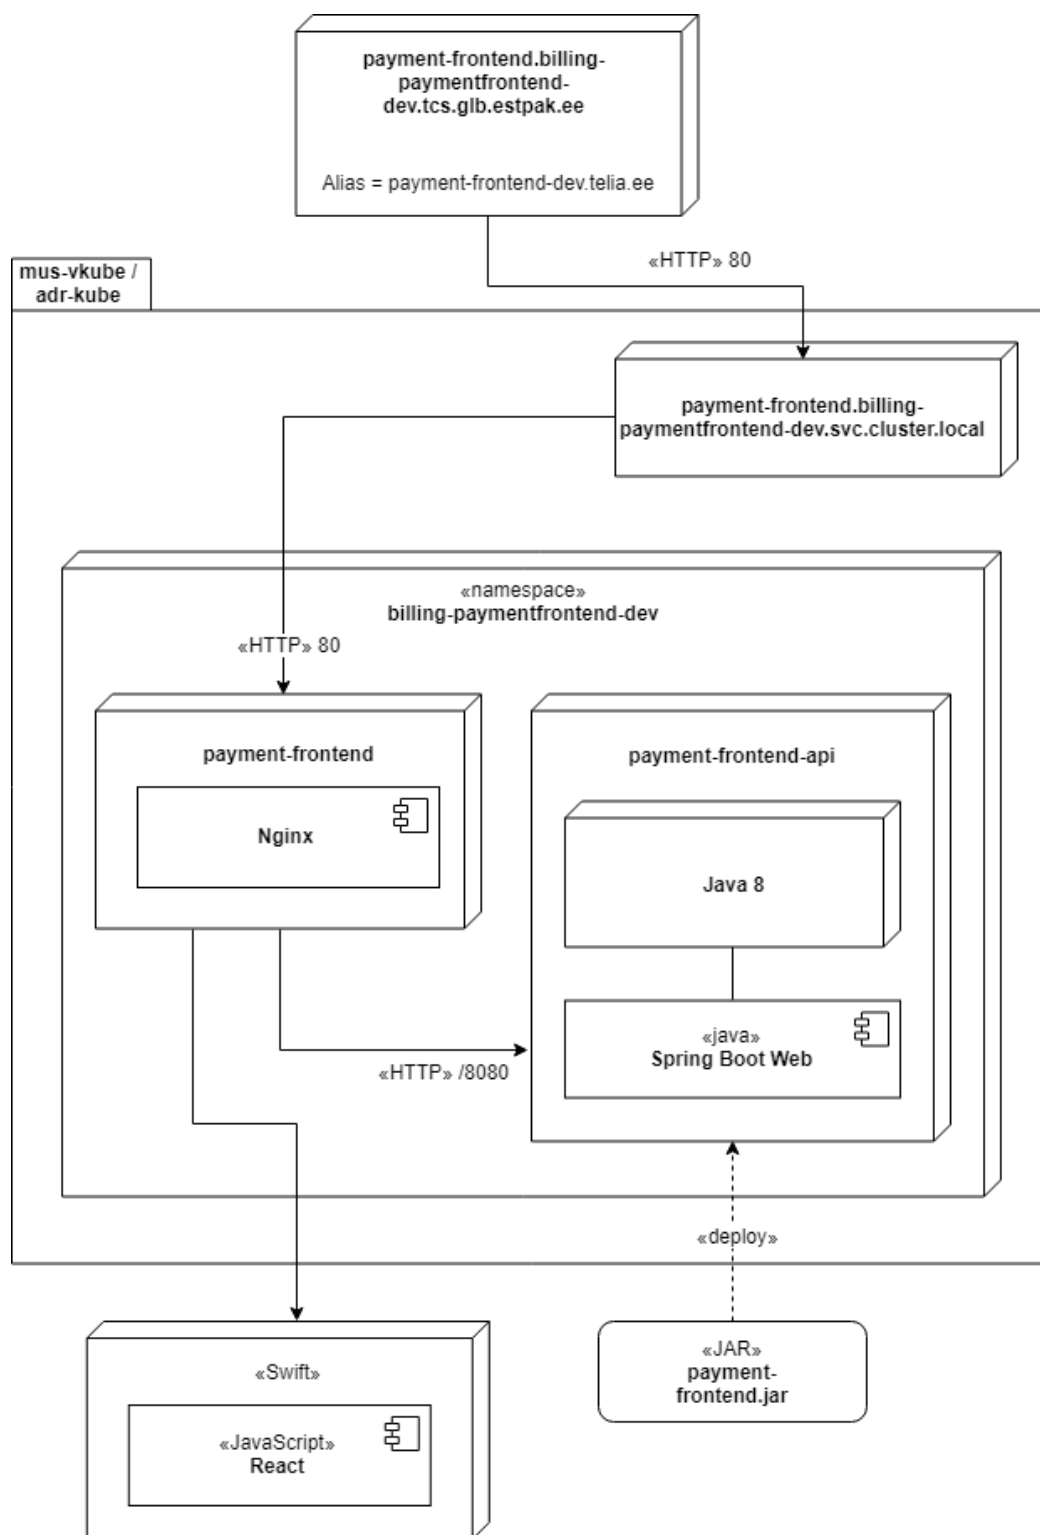 payment-frontend.billing-
paymentfrontend-
dev.tcs.glb.estpak.ee
Alias = payment-frontend-dev.telia.ee
«HTTP» 80
mus-vkube /
adr-kube
payment-frontend.billing-
paymentfrontend-dev.svc.cluster.local
«namespace»
billing-paymentfrontend-dev
«HTTP» 80
payment-frontend
Nginx
payment-frontend-api
Java 8
«java»
Spring Boot Web
«HTTP» /8080
«deploy»
«Swift»
«JavaScript»
React
«JAR»
payment-
frontend.jar